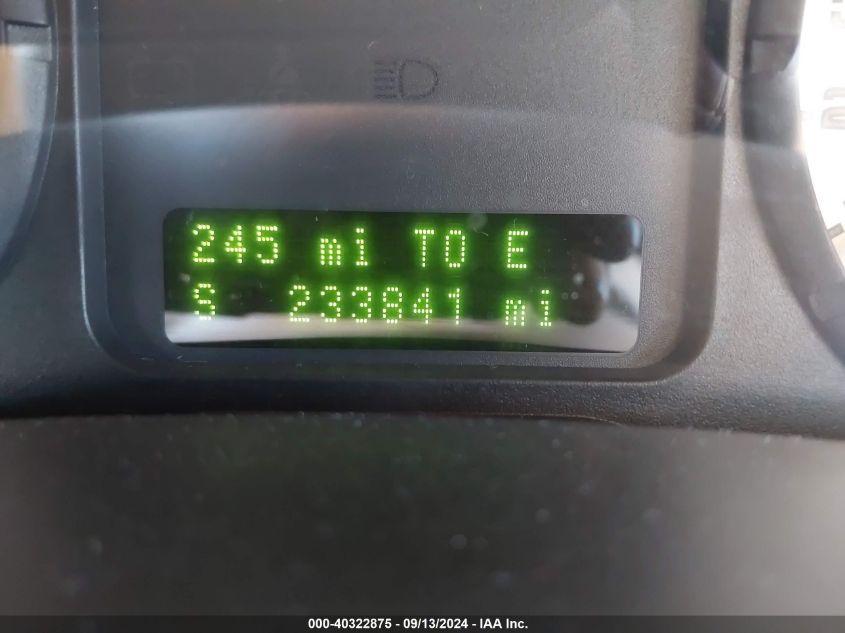 245 mi TO E
S 233841 mi
000-40322875 - 09/13/2024 - IAA Inc.